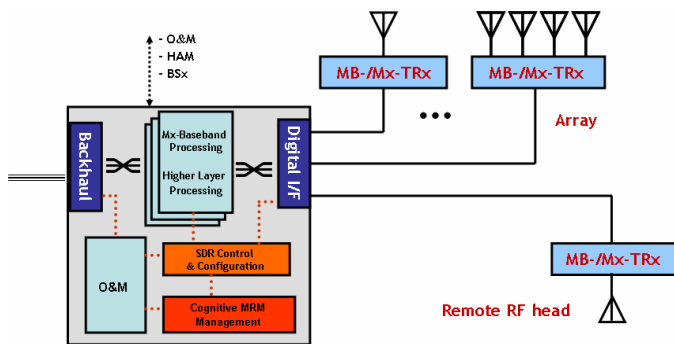 - O&M
- HAM
- BSx
MB-/Mx-TRx
MB-/Mx-TRx
Array
Backhaul
Mx-Baseband
Processing
Higher Layer
Processing
Digital I/F
SDR Control
& Configuration
O&M
Cognitive MRM
Management
MB-/Mx-TRx
Remote RF head